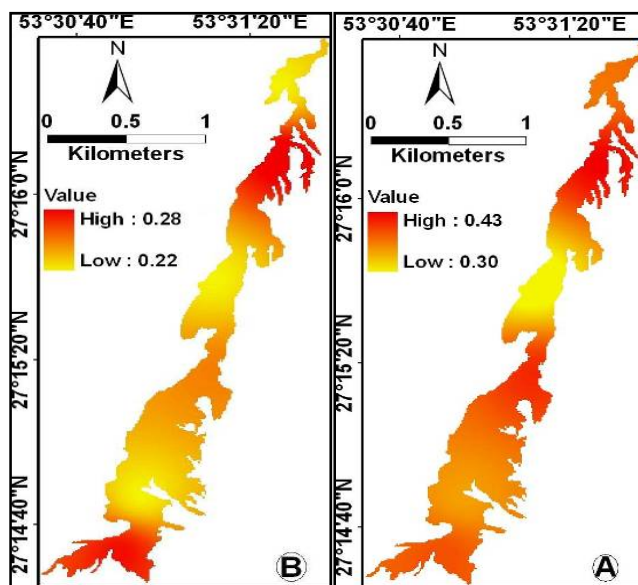 53°30'40"E 53°31'20"E
N
0 0.5 1
Kilometers
27°16'0"N
Value
High : 0.28
Low : 0.22
27°15'20"N
27°14'40"N
B
53°30'40"E 53°31'20"E
N
0 0.5 1
Kilometers
27°16'0"N
Value
High : 0.43
Low : 0.30
27°15'20"N
27°14'40"N
A